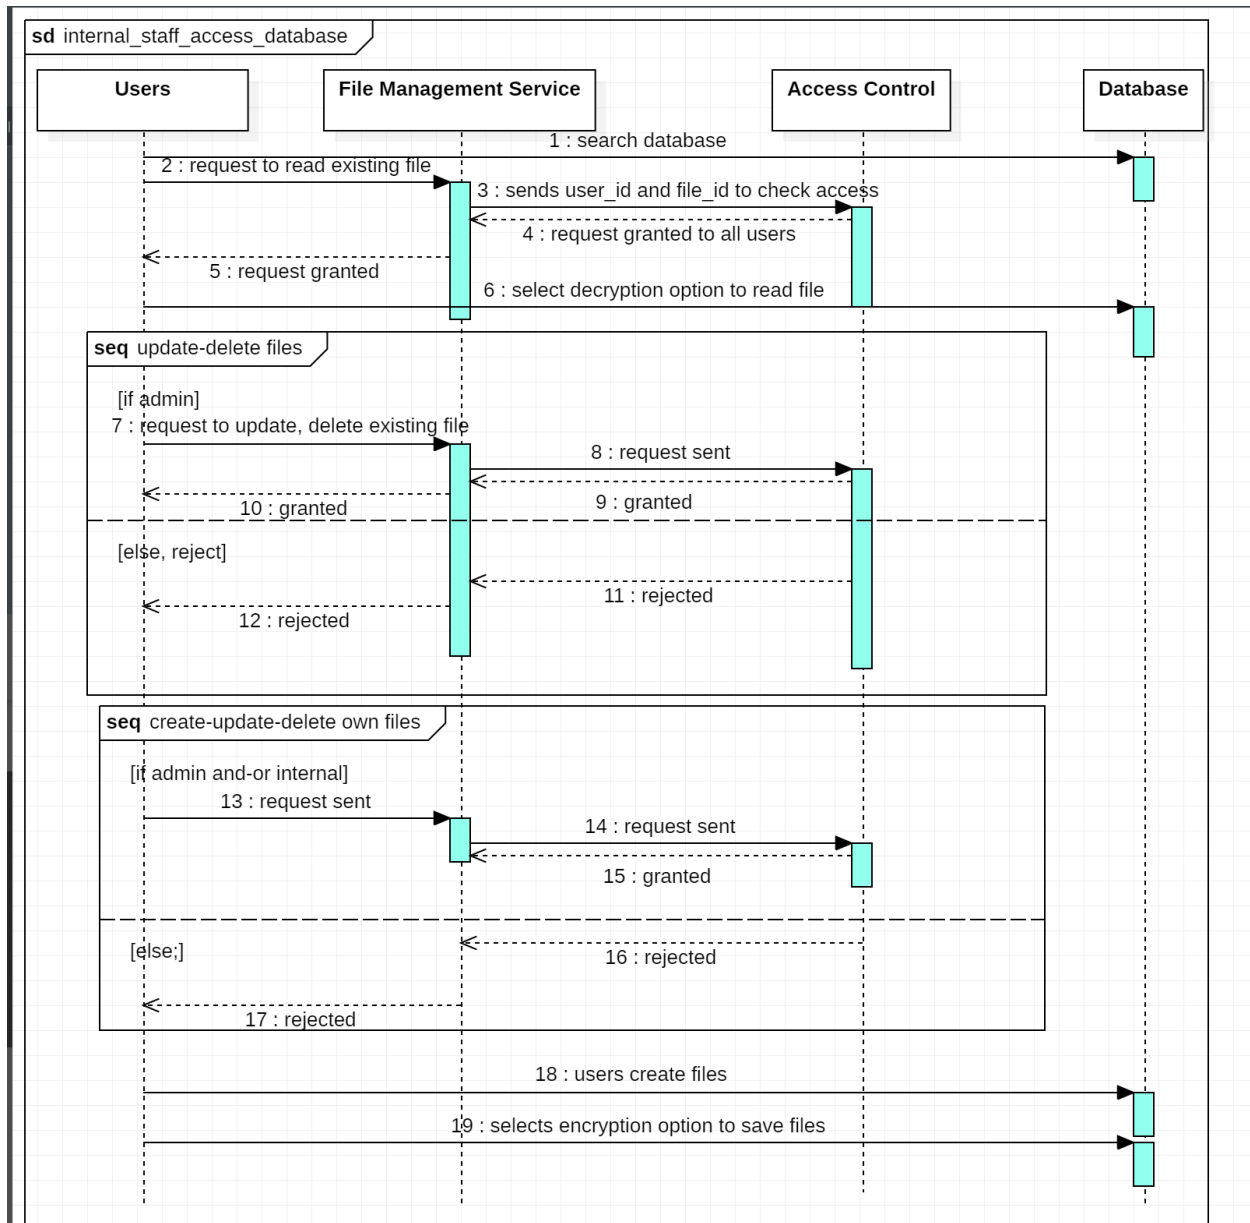 sd internal_staff_access_database
Users
File Management Service
Access Control
Database
1 : search database
2 : request to read existing file
3 : sends user_id and file_id to check access
4 : request granted to all users
5 : request granted
6 : select decryption option to read file
seq update-delete files
[if admin]
7 : request to update, delete existing file
8 : request sent
9 : granted
10 : granted
[else, reject]
11 : rejected
12 : rejected
seq create-update-delete own files
[if admin and-or internal]
13 : request sent
14 : request sent
15 : granted
[else;]
16 : rejected
17 : rejected
18 : users create files
19 : selects encryption option to save files